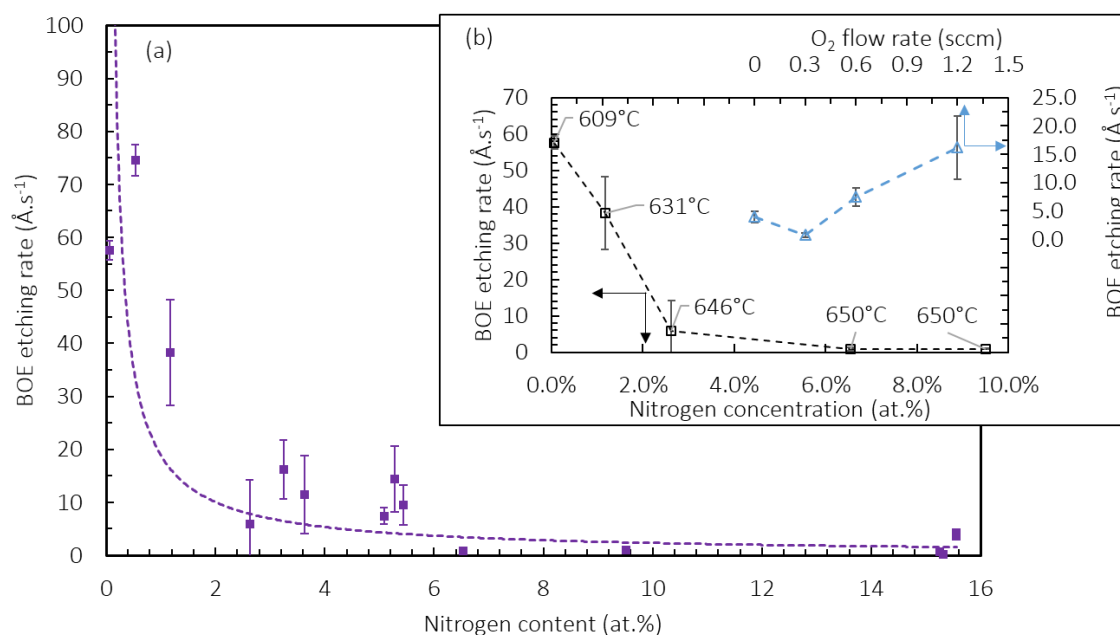 (a)
BOE etching rate (Å.s⁻¹)
100
90
80
70
60
50
40
30
20
10
0
0 2 4 6 8 10 12 14 16
Nitrogen content (at.%)
(b)
O₂ flow rate (sccm)
0 0.3 0.6 0.9 1.2 1.5
BOE etching rate (Å.s⁻¹)
70
60
50
40
30
20
10
0
609°C
631°C
646°C
650°C
650°C
25.0
20.0
15.0
10.0
5.0
0.0
BOE etching rate (Å.s⁻¹)
0.0% 2.0% 4.0% 6.0% 8.0% 10.0%
Nitrogen concentration (at.%)